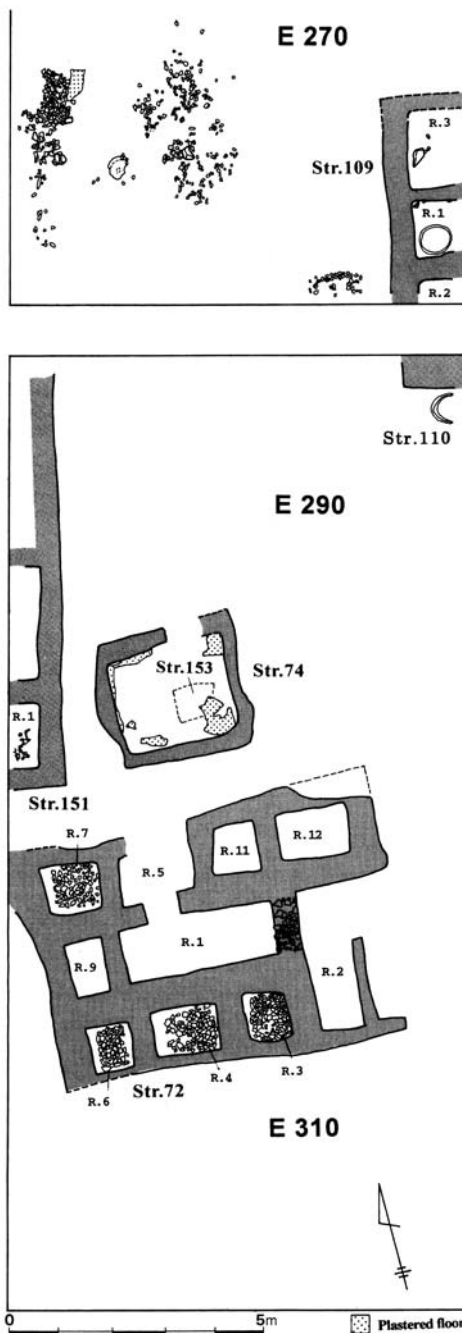 E 270
R.3
Str.109
R.1
R.2
Str.110
E 290
Str.153
Str.74
R.1
Str.151
R.7
R.12
R.11
R.5
R.1
R.9
R.2
R.3
R.4
R.6
Str.72
E 310
0 5m
Plastered floor